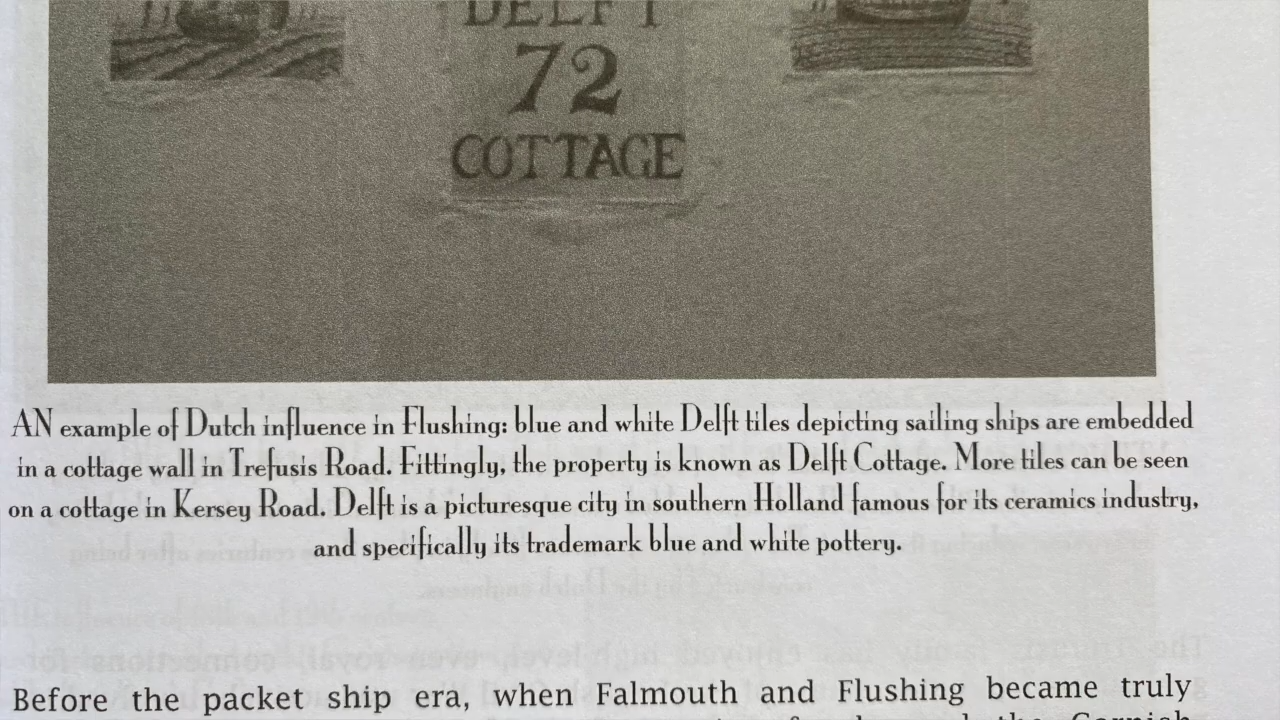 DELFT
72
COTTAGE
AN example of Dutch influence in Flushing: blue and white Delft tiles depicting sailing ships are embedded
in a cottage wall in Trefusis Road. Fittingly, the property is known as Delft Cottage. More tiles can be seen
on a cottage in Kersey Road. Delft is a picturesque city in southern Holland famous for its ceramics industry,
and specifically its trademark blue and white pottery.
Before the packet ship era, when Falmouth and Flushing became truly
the Cornish